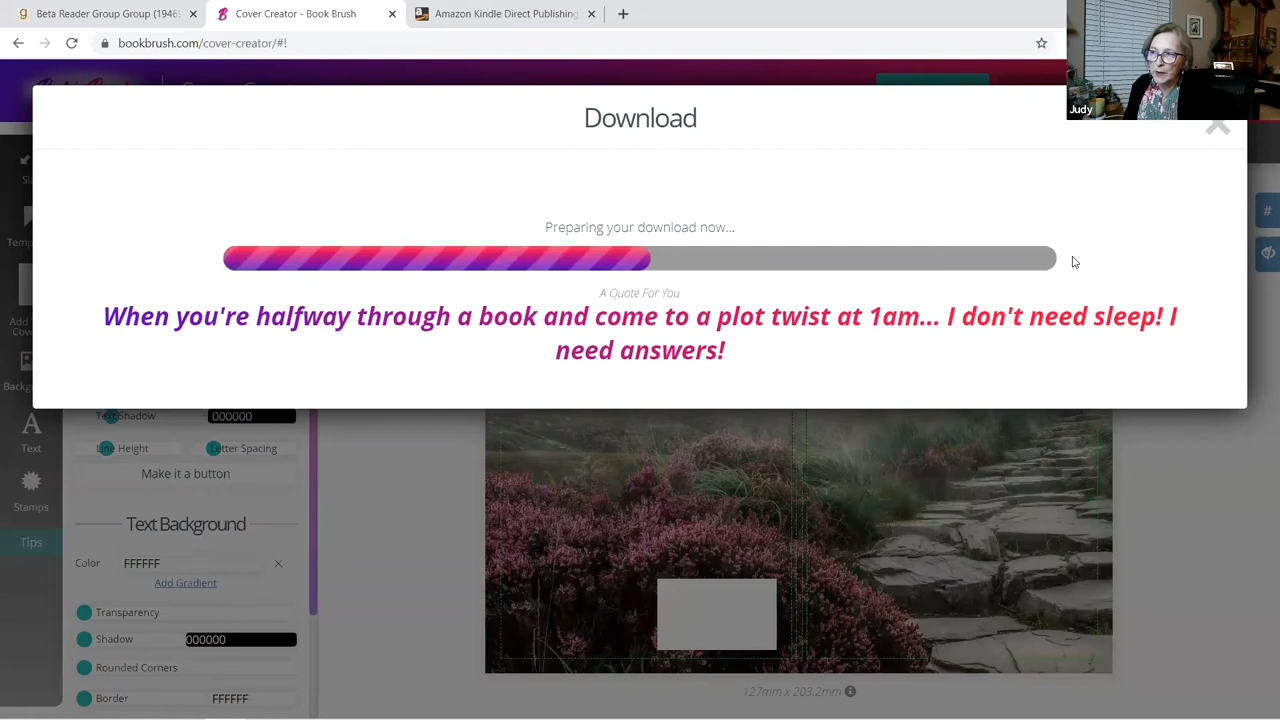 Beta Reader Group Group (1946
Cover Creator - Book Brush
Amazon Kindle Direct Publishing
bookbrush.com/cover-creator/#!
Judy
Download
Preparing your download now...
A Quote For You
When you're halfway through a book and come to a plot twist at 1am... I don't need sleep! I
need answers!
#
Text Shadow 000000
Line Height Letter Spacing
Make it a button
Text Background
Color FFFFFF
Add Gradient
Transparency
Shadow 000000
Rounded Corners
Border FFFFFF
Text
Stamps
Tips
127mm x 203.2mm